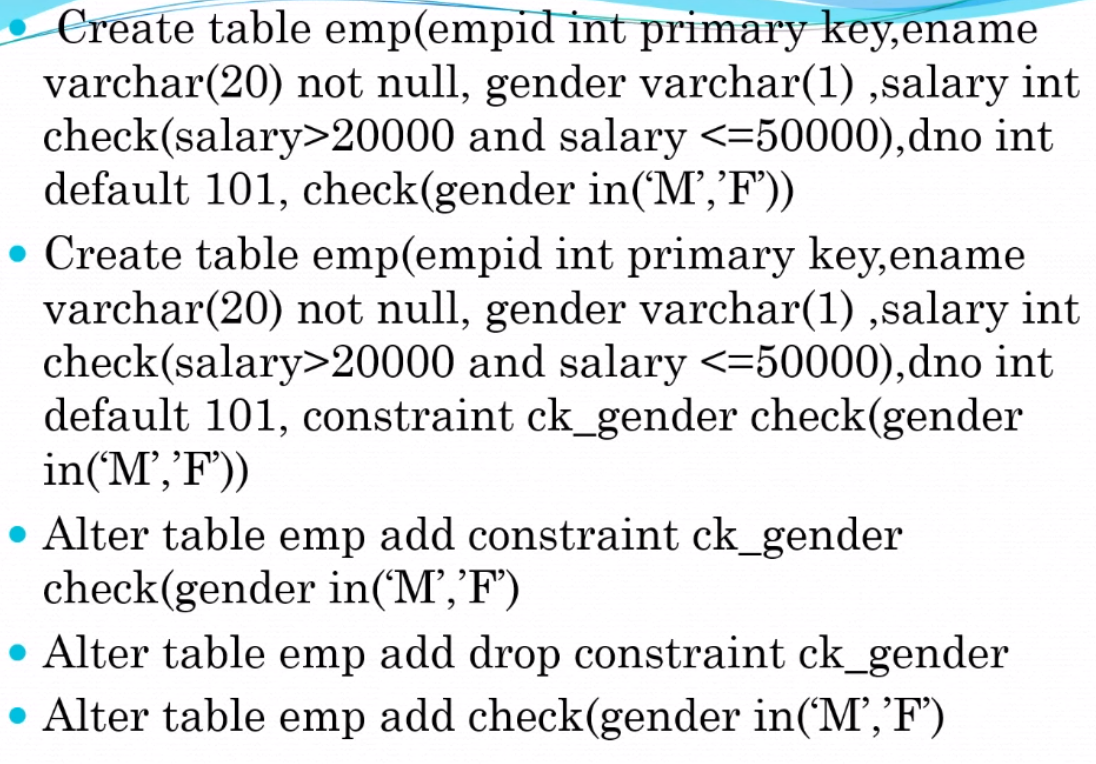 Create table emp(empid int primary key,ename
varchar(20) not null, gender varchar(1) ,salary int
check(salary>20000 and salary <=50000),dno int
default 101, check(gender in(‘M’,’F’))
Create table emp(empid int primary key,ename
varchar(20) not null, gender varchar(1) ,salary int
check(salary>20000 and salary <=50000),dno int
default 101, constraint ck_gender check(gender
in(‘M’,’F’))
Alter table emp add constraint ck_gender
check(gender in(‘M’,’F’)
Alter table emp add drop constraint ck_gender
Alter table emp add check(gender in(‘M’,’F’)